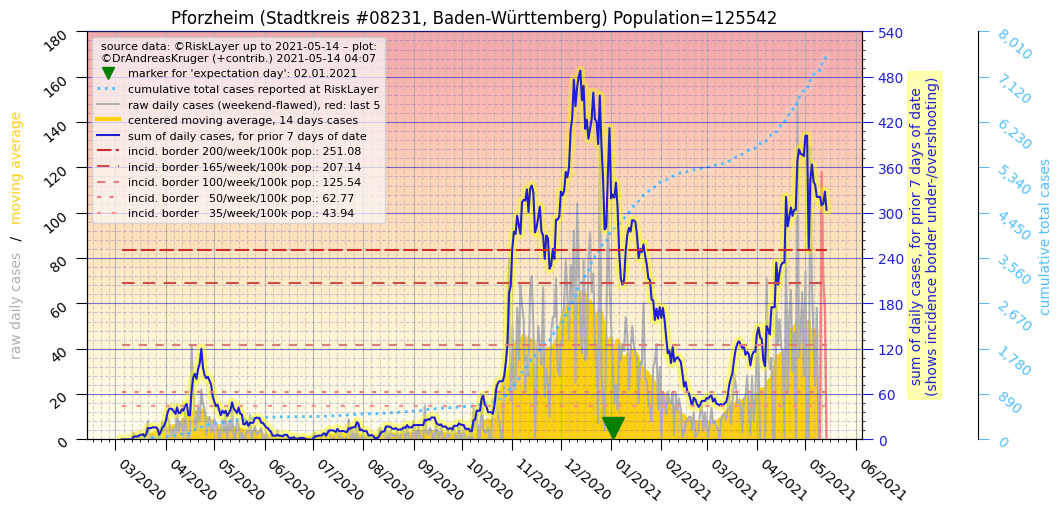 Pforzheim (Stadtkreis #08231, Baden-Württemberg) Population=125542
source data: ©RiskLayer up to 2021-05-14 – plot:
©DrAndreasKruger (+contrib.) 2021-05-14 04:07
marker for 'expectation day': 02.01.2021
cumulative total cases reported at RiskLayer
raw daily cases (weekend-flawed), red: last 5
centered moving average, 14 days cases
sum of daily cases, for prior 7 days of date
incid. border 200/week/100k pop.: 251.08
incid. border 165/week/100k pop.: 207.14
incid. border 100/week/100k pop.: 125.54
incid. border   50/week/100k pop.: 62.77
incid. border   35/week/100k pop.: 43.94
raw daily cases   /   moving average
180
160
140
120
100
80
60
40
20
0
540
480
420
360
300
240
180
120
60
0
sum of daily cases, for prior 7 days of date
(shows incidence border under-/overshooting)
8,010
7,120
6,230
5,340
4,450
3,560
2,670
1,780
890
0
cumulative total cases
03/2020
04/2020
05/2020
06/2020
07/2020
08/2020
09/2020
10/2020
11/2020
12/2020
01/2021
02/2021
03/2021
04/2021
05/2021
06/2021